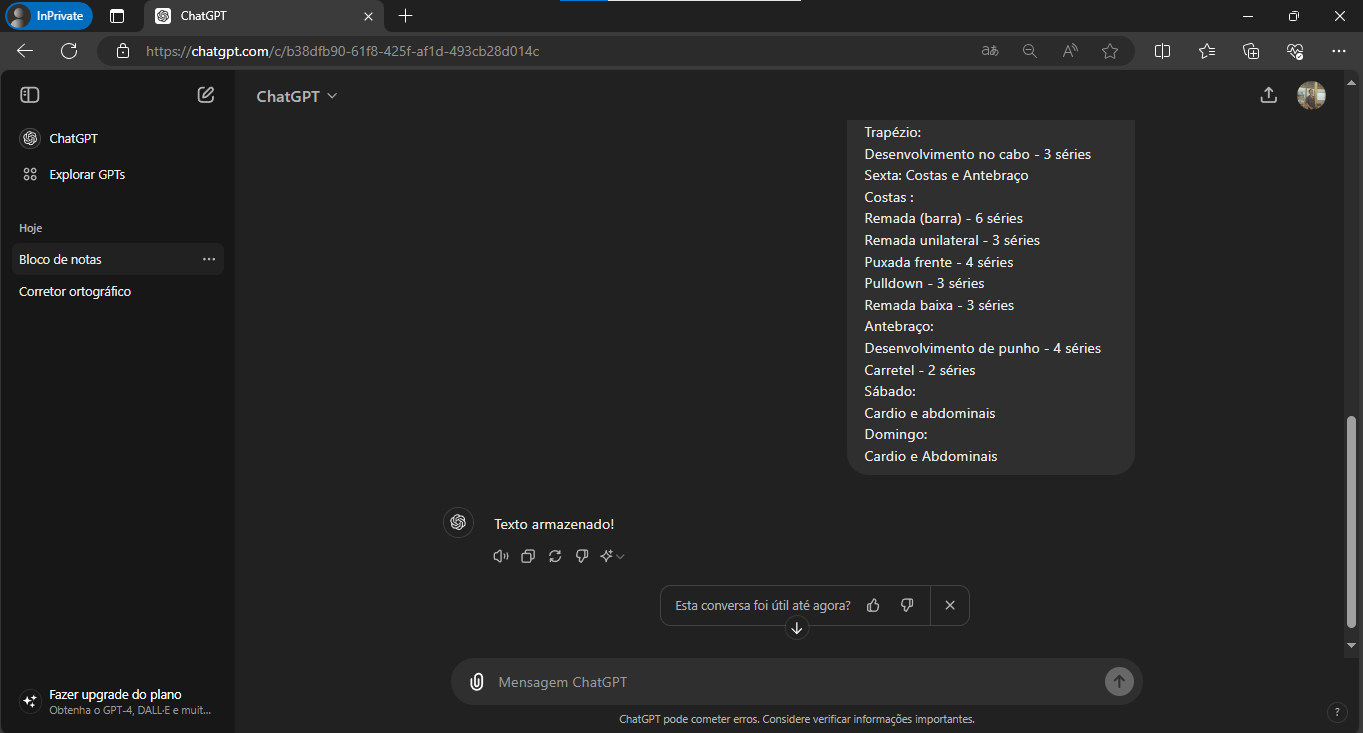 InPrivate
ChatGPT
https://chatgpt.com/c/b38dfb90-61f8-425f-af1d-493cb28d014c
ChatGPT
ChatGPT
Explorar GPTs
Hoje
Bloco de notas
Corretor ortográfico
Trapézio:
Desenvolvimento no cabo - 3 séries
Sexta: Costas e Antebraço
Costas :
Remada (barra) - 6 séries
Remada unilateral - 3 séries
Puxada frente - 4 séries
Pulldown - 3 séries
Remada baixa - 3 séries
Antebraço:
Desenvolvimento de punho - 4 séries
Carretel - 2 séries
Sábado:
Cardio e abdominais
Domingo:
Cardio e Abdominais
Texto armazenado!
Esta conversa foi útil até agora?
Mensagem ChatGPT
Fazer upgrade do plano
Obtenha o GPT-4, DALL·E e muit...
ChatGPT pode cometer erros. Considere verificar informações importantes.
?